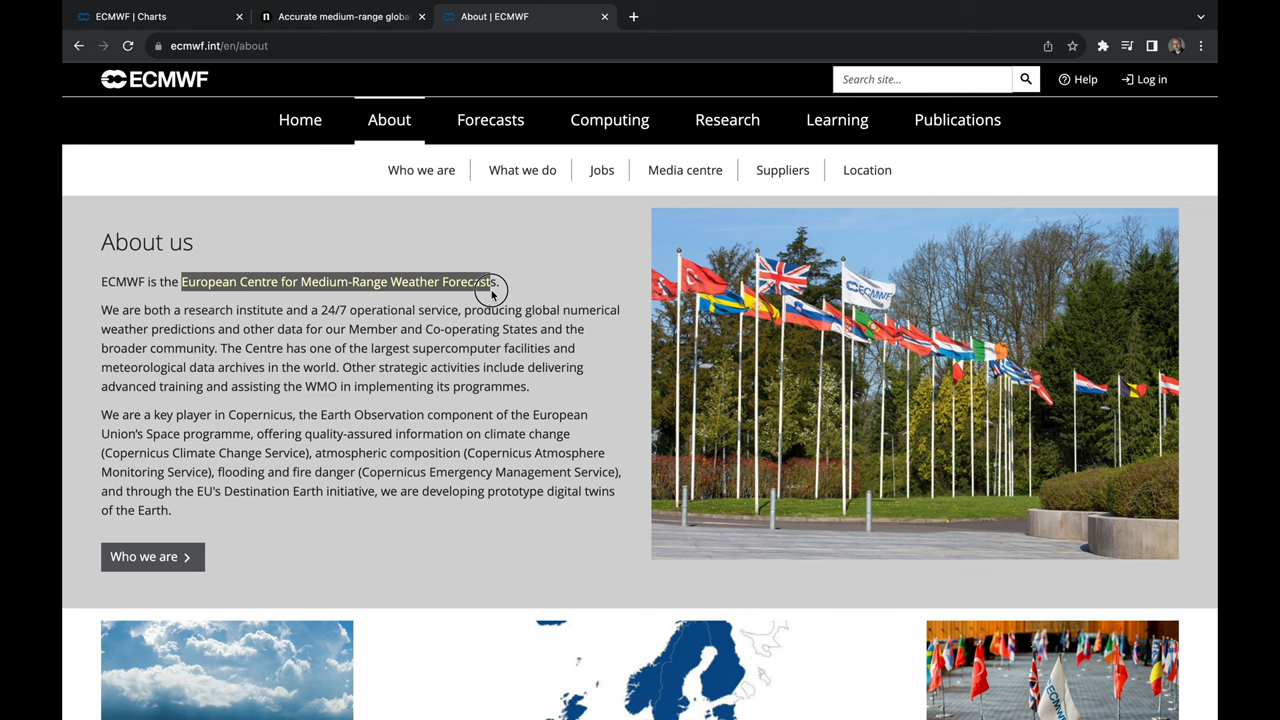 ECMWF | Charts
Accurate medium-range globa
About | ECMWF
ecmwf.int/en/about
ECMWF
Search site...
Help
Log in
Home
About
Forecasts
Computing
Research
Learning
Publications
Who we are
What we do
Jobs
Media centre
Suppliers
Location
About us
ECMWF is the European Centre for Medium-Range Weather Forecasts.
We are both a research institute and a 24/7 operational service, producing global numerical
weather predictions and other data for our Member and Co-operating States and the
broader community. The Centre has one of the largest supercomputer facilities and
meteorological data archives in the world. Other strategic activities include delivering
advanced training and assisting the WMO in implementing its programmes.
We are a key player in Copernicus, the Earth Observation component of the European
Union's Space programme, offering quality-assured information on climate change
(Copernicus Climate Change Service), atmospheric composition (Copernicus Atmosphere
Monitoring Service), flooding and fire danger (Copernicus Emergency Management Service),
and through the EU's Destination Earth initiative, we are developing prototype digital twins
of the Earth.
Who we are
ECMWF
ECMWF